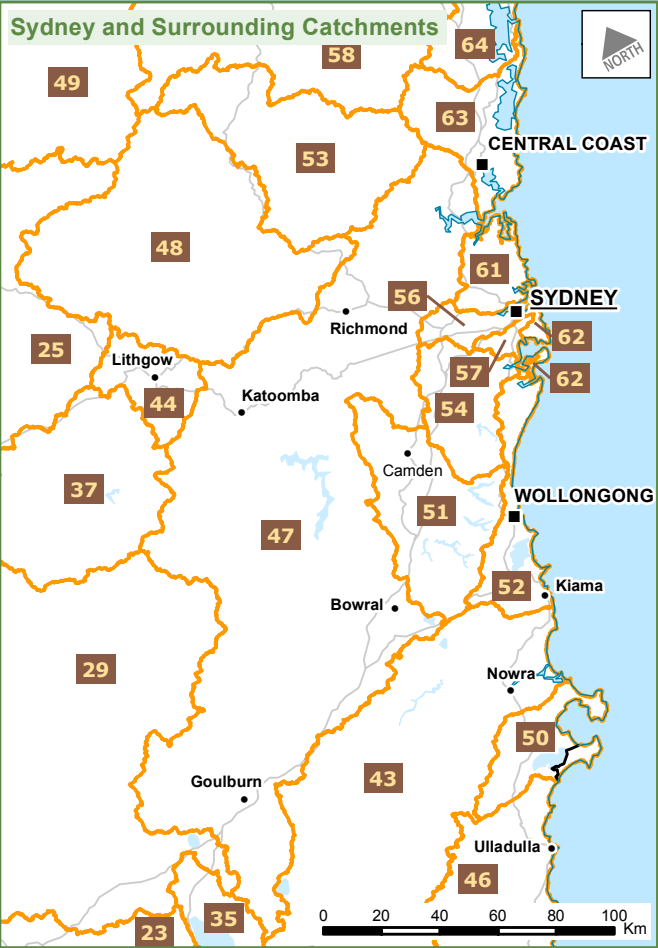 Sydney and Surrounding Catchments
NORTH
64
58
49
63
CENTRAL COAST
53
48
61
56
SYDNEY
Richmond
62
25
Lithgow
57
62
44
Katoomba
54
Camden
37
51
WOLLONGONG
47
52
Kiama
Bowral
29
Nowra
50
43
Goulburn
Ulladulla
46
35
23
0 20 40 60 80 100
Km